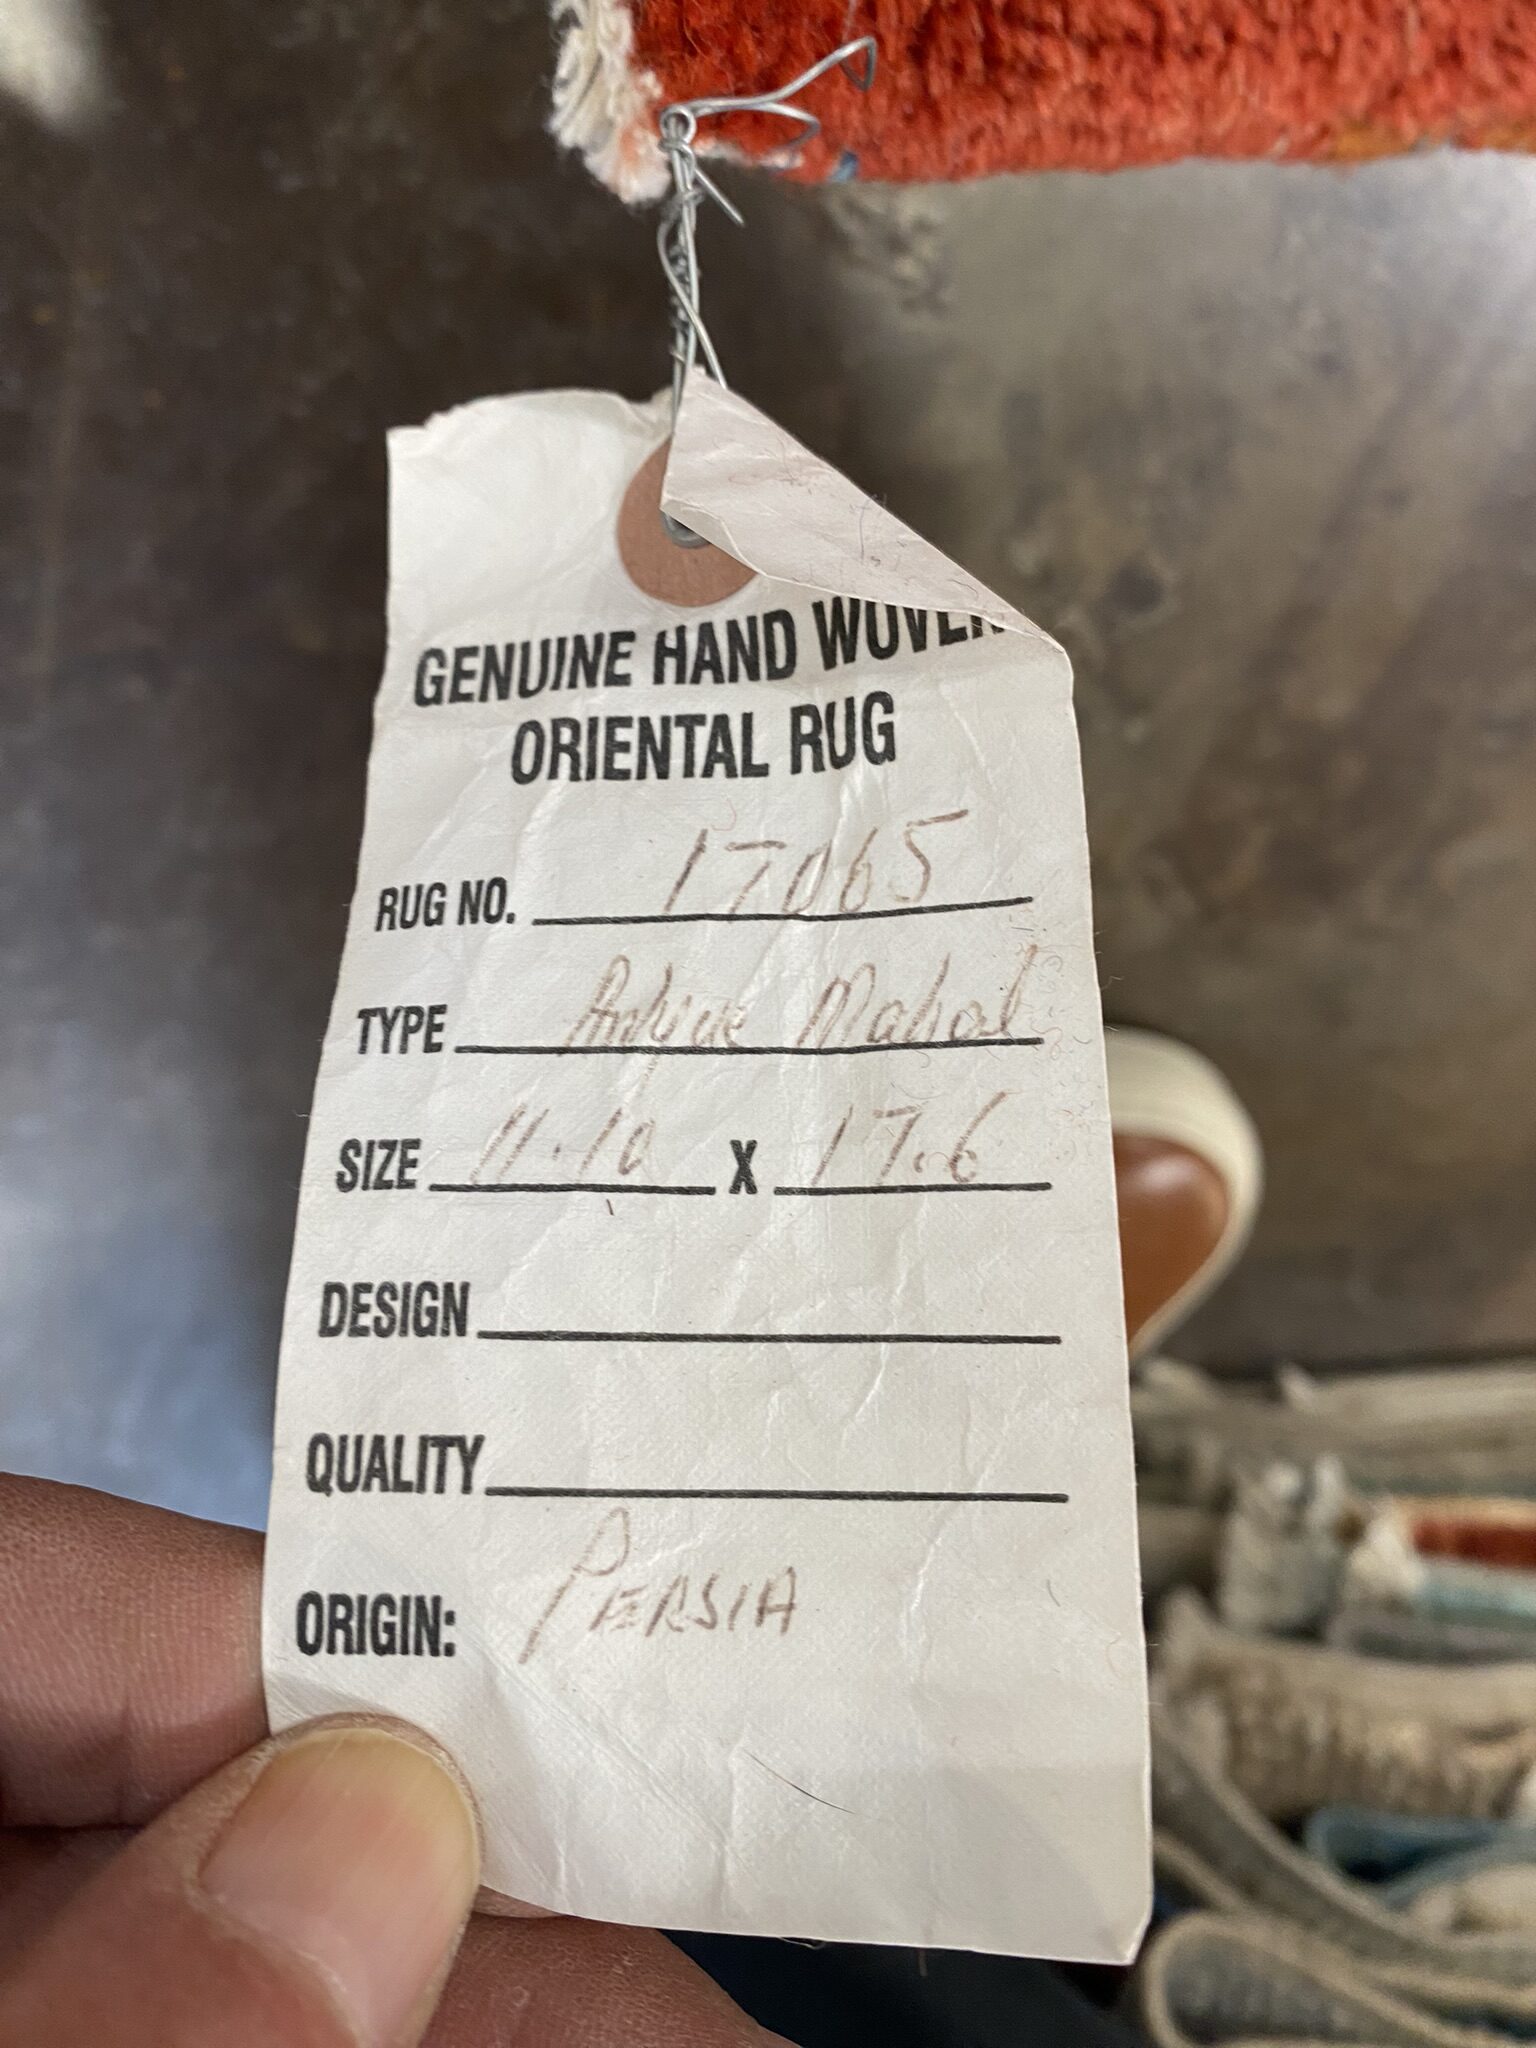 GENUINE HAND WOVEN
ORIENTAL RUG
RUG NO. 17065
TYPE Antique Mahal
SIZE 11.10 X 17.6
DESIGN
QUALITY
ORIGIN: PERSIA